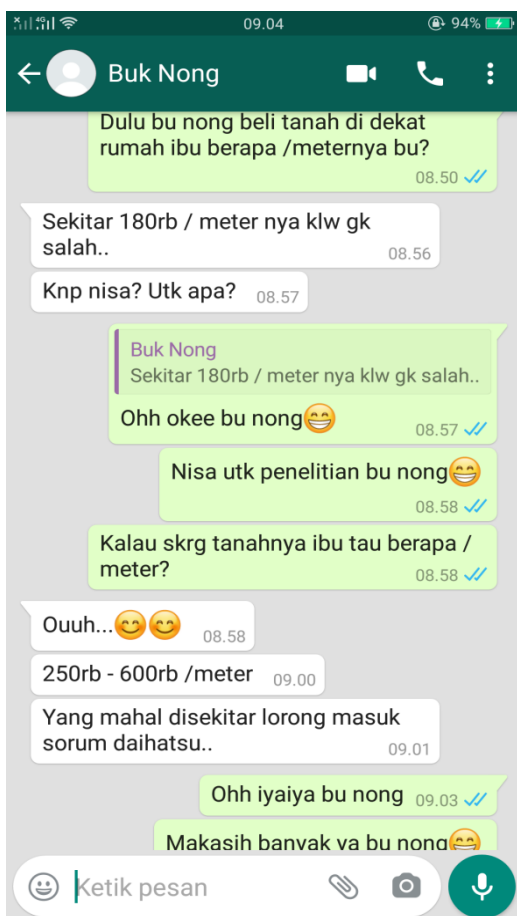 09.04
94%
Buk Nong
Dulu bu nong beli tanah di dekat
rumah ibu berapa /meternya bu?
08.50
Sekitar 180rb / meter nya klw gk
salah..
08.56
Knp nisa? Utk apa? 08.57
Buk Nong
Sekitar 180rb / meter nya klw gk salah..
Ohh okee bu nong😁
08.57
Nisa utk penelitian bu nong😁
08.58
Kalau skrg tanahnya ibu tau berapa /
meter?
08.58
Ouuh...😊😊 08.58
250rb - 600rb /meter 09.00
Yang mahal disekitar lorong masuk
sorum daihatsu..
09.01
Ohh iyaiya bu nong 09.03
Makasih banyak ya bu nong😁
Ketik pesan